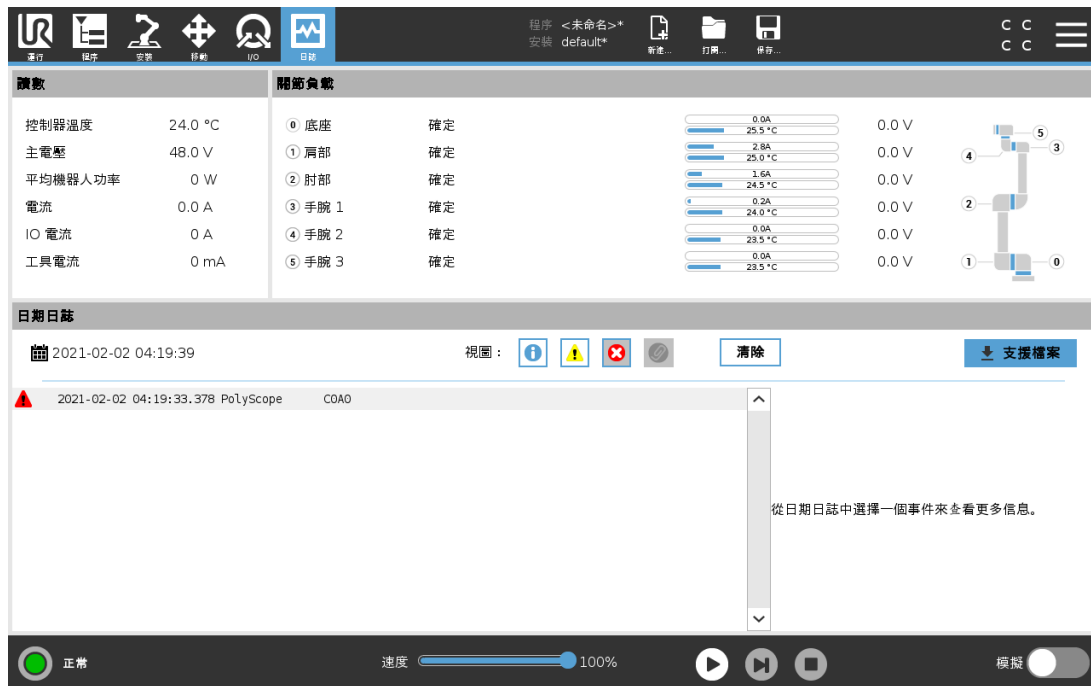 UR
程序 <未命名>*
安裝 default*
運行 程序 安裝 移動 I/O 日誌
新建... 打開... 保存...
C C
C C
讀數
關節負載
控制器溫度 24.0 °C
主電壓 48.0 V
平均機器人功率 0 W
電流 0.0 A
IO 電流 0 A
工具電流 0 mA
0 底座 確定 0.0A 25.5 °C 0.0 V
1 肩部 確定 2.8A 25.0 °C 0.0 V
2 肘部 確定 1.6A 24.5 °C 0.0 V
3 手腕 1 確定 0.2A 24.0 °C 0.0 V
4 手腕 2 確定 0.0A 23.5 °C 0.0 V
5 手腕 3 確定 0.0A 23.5 °C 0.0 V
5
4 3
2
1 0
日期日誌
2021-02-02 04:19:39 視圖： 清除 支援檔案
2021-02-02 04:19:33.378 PolyScope C0A0
從日期日誌中選擇一個事件來查看更多信息。
正常 速度 100% 模擬